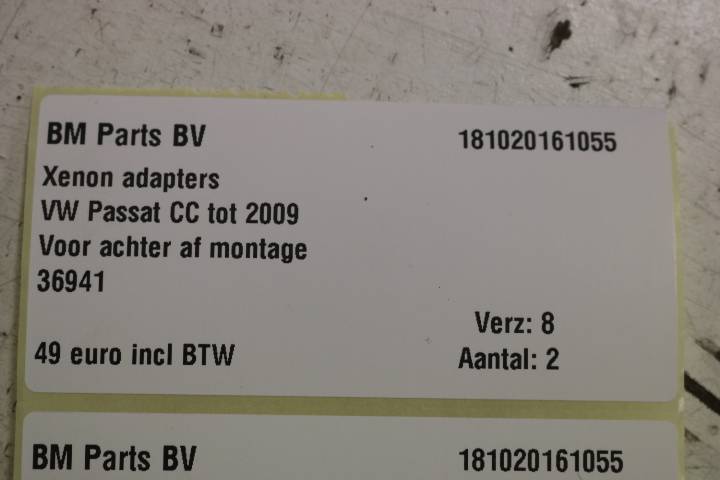 BM Parts BV 181020161055
Xenon adapters
VW Passat CC tot 2009
Voor achter af montage
36941
Verz: 8
49 euro incl BTW Aantal: 2
BM Parts BV 181020161055